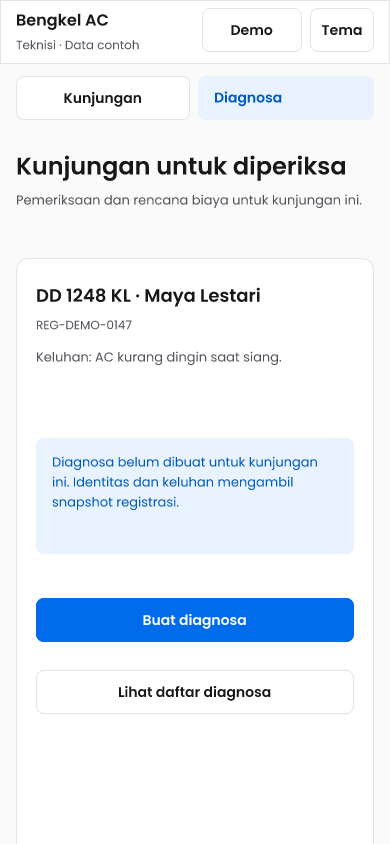 Bengkel AC
Teknisi · Data contoh
Demo
Tema
Kunjungan
Diagnosa
Kunjungan untuk diperiksa
Pemeriksaan dan rencana biaya untuk kunjungan ini.
DD 1248 KL · Maya Lestari
REG-DEMO-0147
Keluhan: AC kurang dingin saat siang.
Diagnosa belum dibuat untuk kunjungan
ini. Identitas dan keluhan mengambil
snapshot registrasi.
Buat diagnosa
Lihat daftar diagnosa